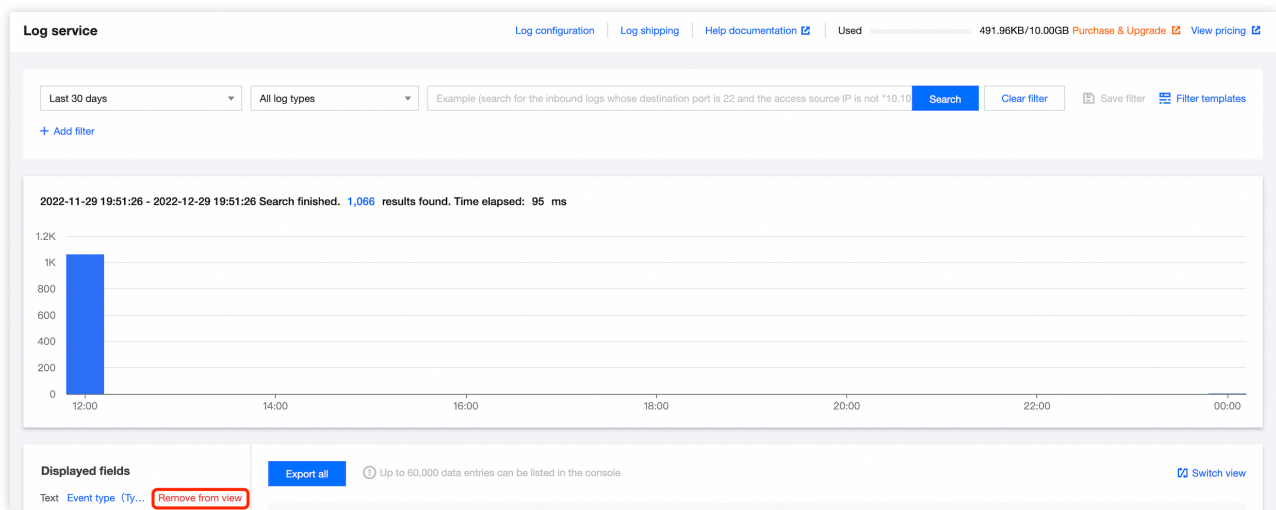 Log service Log configuration Log shipping Help documentation Used 491.96KB/10.00GB Purchase & Upgrade View pricing
Last 30 days All log types Example (search for the inbound logs whose destination port is 22 and the access source IP is not "10.10 Search Clear filter Save filter Filter templates
+ Add filter
2022-11-29 19:51:26 - 2022-12-29 19:51:26 Search finished. 1,066 results found. Time elapsed: 95 ms
1.2K
1K
800
600
400
200
0
12:00 14:00 16:00 18:00 20:00 22:00 00:00
Displayed fields Export all Up to 60,000 data entries can be listed in the console Switch view
Text Event type (Ty... Remove from view